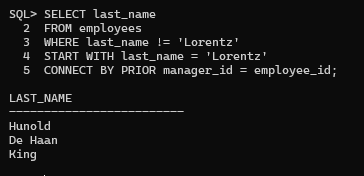 SQL> SELECT last_name
2 FROM employees
3 WHERE last_name != 'Lorentz'
4 START WITH last_name = 'Lorentz'
5 CONNECT BY PRIOR manager_id = employee_id;
LAST_NAME
-------------------------
Hunold
De Haan
King